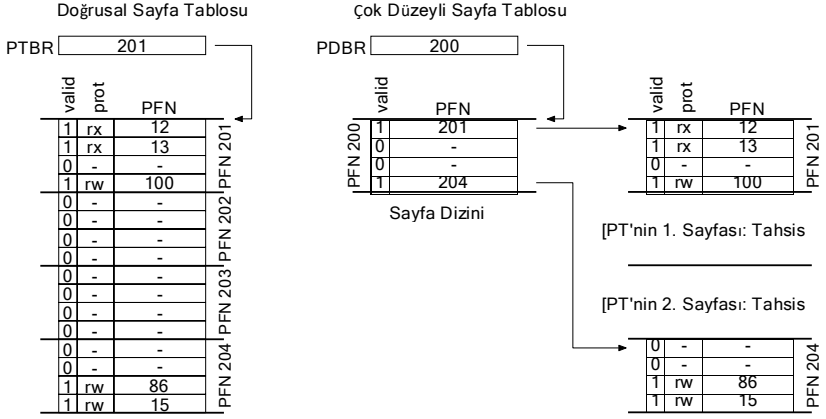 Doğrusal Sayfa Tablosu
PTBR 201
valid prot PFN
1 rx 12
1 rx 13
0 - -
1 rw 100
PFN 201
0 - -
0 - -
0 - -
0 - -
PFN 202
0 - -
0 - -
0 - -
0 - -
PFN 203
0 - -
0 - -
1 rw 86
1 rw 15
PFN 204
Çok Düzeyli Sayfa Tablosu
PDBR 200
valid PFN
PFN 200
1 201
0 -
0 -
1 204
Sayfa Dizini
valid prot PFN
1 rx 12
1 rx 13
0 - -
1 rw 100
PFN 201
[PT'nin 1. Sayfası: Tahsis
[PT'nin 2. Sayfası: Tahsis
0 - -
0 - -
1 rw 86
1 rw 15
PFN 204